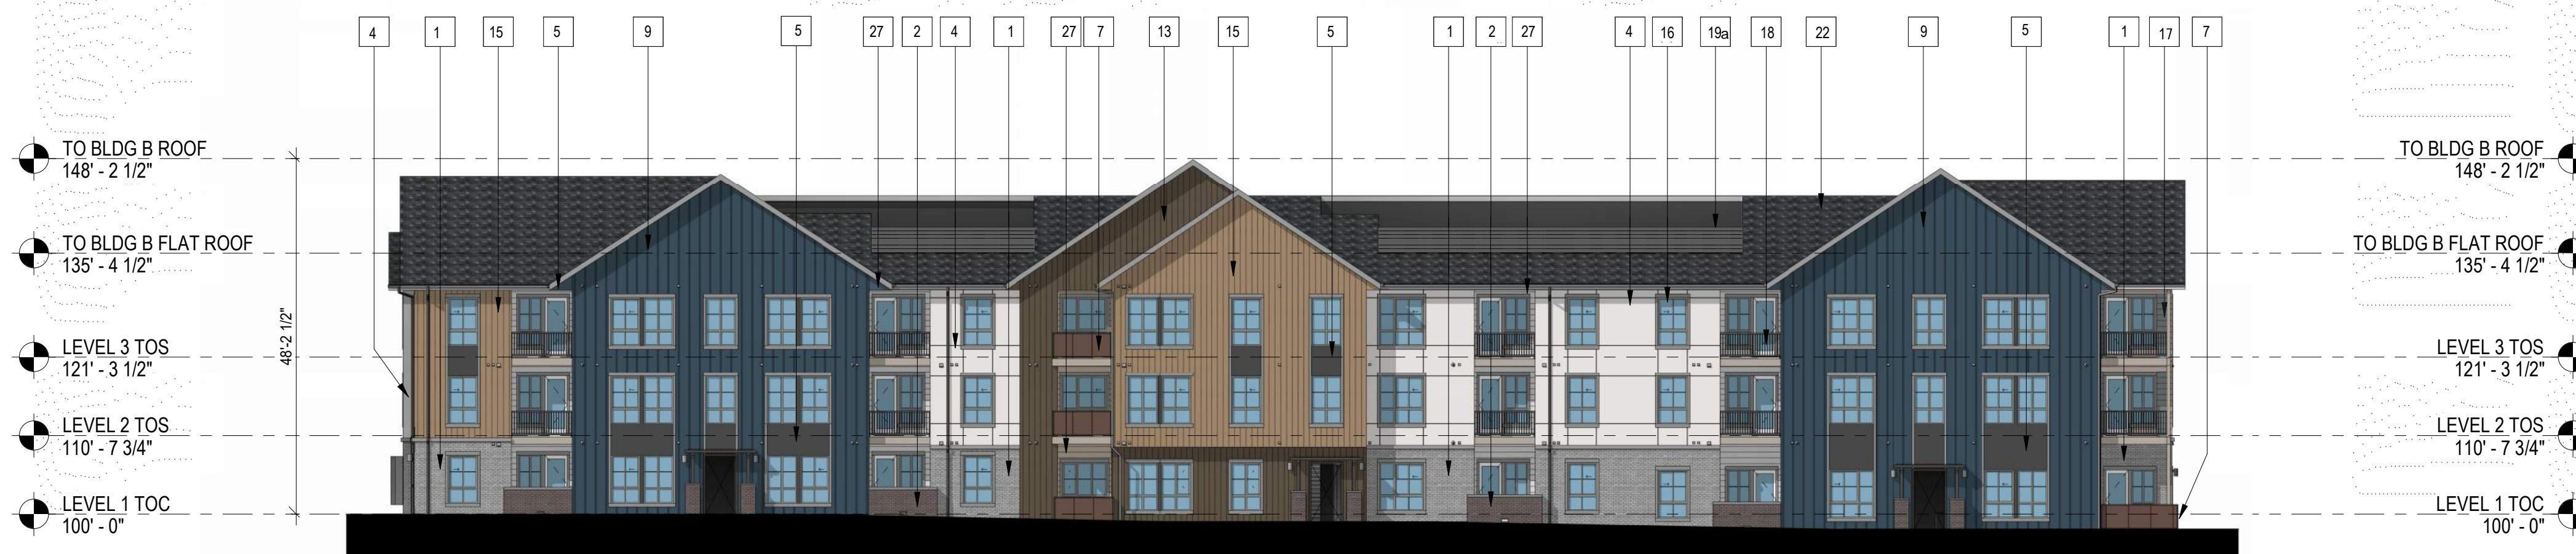 4 1 15 5 9 5 27 2 4 1 27 7 13 15 5 1 2 27 4 16 19a 18 22 9 5 1 17 7
TO BLDG B ROOF
148' - 2 1/2"
TO BLDG B FLAT ROOF
135' - 4 1/2"
LEVEL 3 TOS
121' - 3 1/2"
LEVEL 2 TOS
110' - 7 3/4"
LEVEL 1 TOC
100' - 0"
48'-2 1/2"
TO BLDG B ROOF
148' - 2 1/2"
TO BLDG B FLAT ROOF
135' - 4 1/2"
LEVEL 3 TOS
121' - 3 1/2"
LEVEL 2 TOS
110' - 7 3/4"
LEVEL 1 TOC
100' - 0"